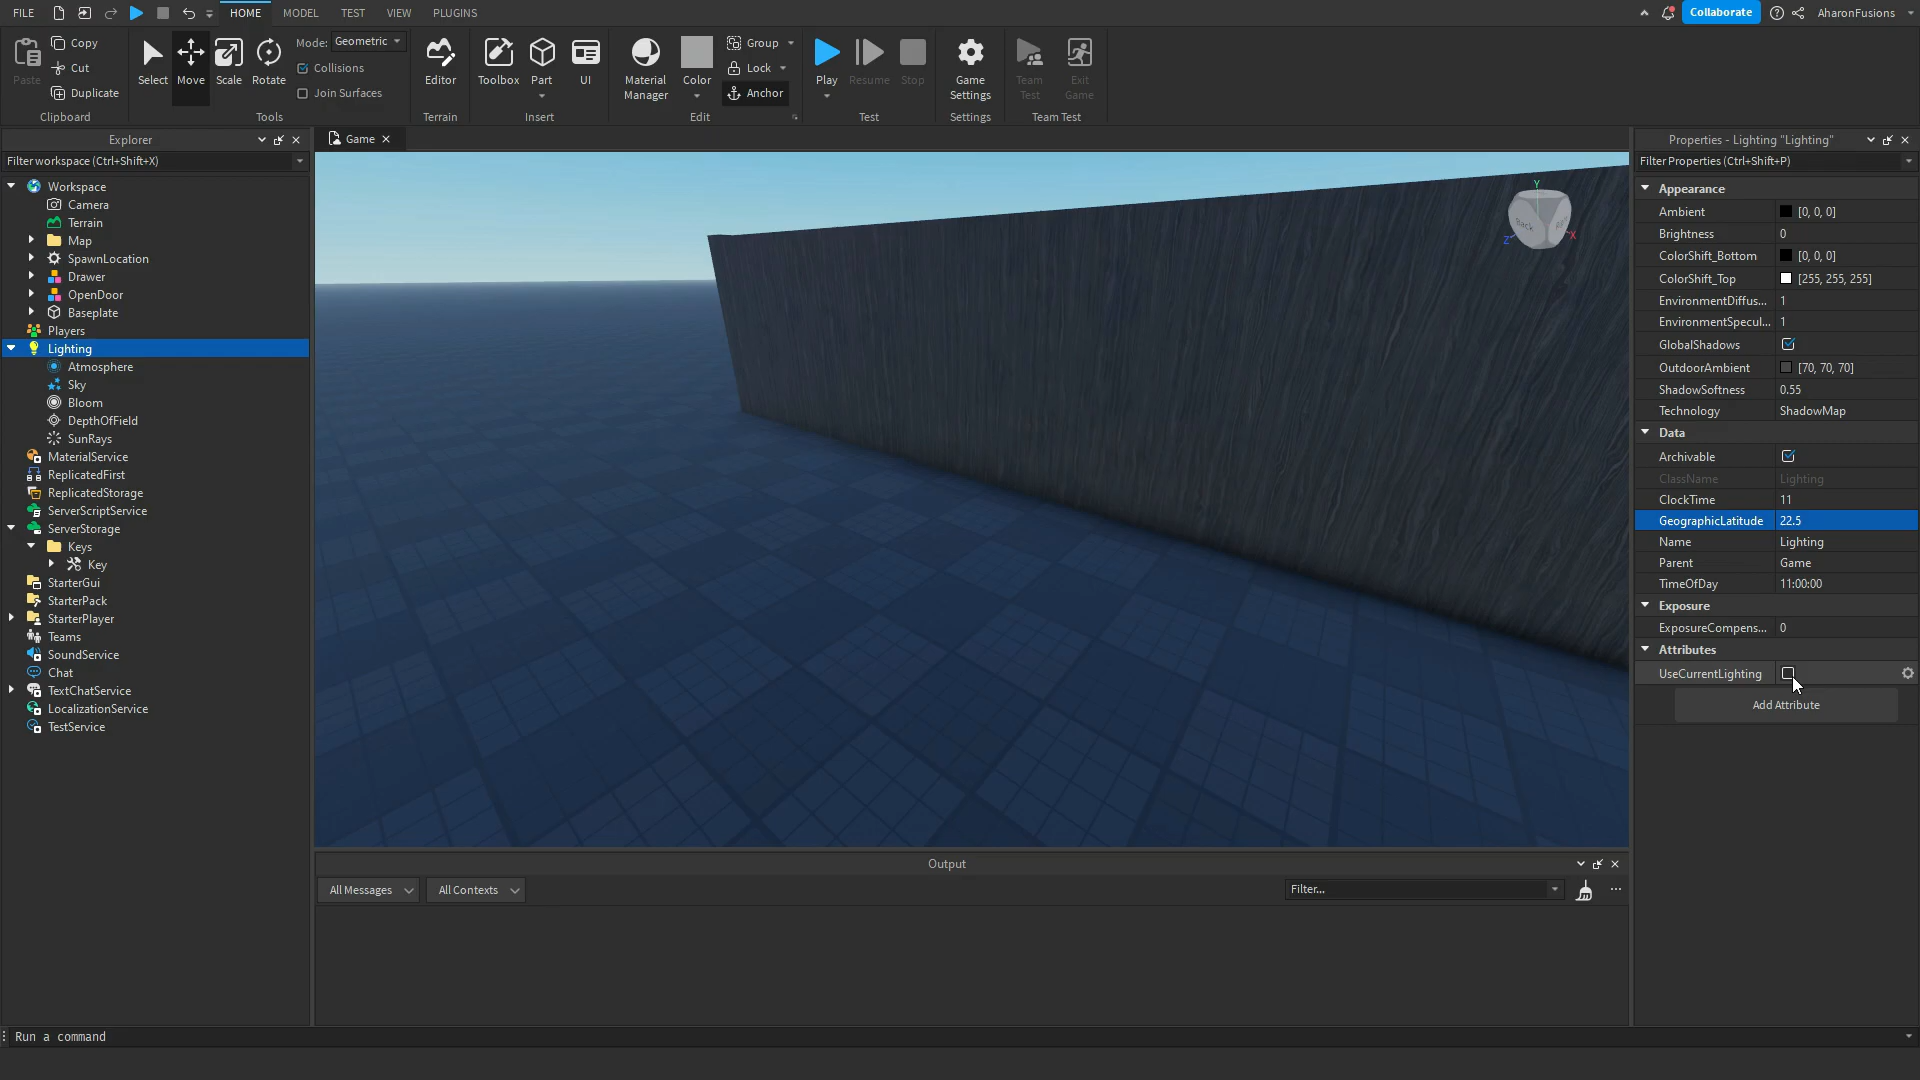 FILE HOME MODEL TEST VIEW PLUGINS Collaborate AharonFusions
Paste Copy Cut Duplicate Clipboard
Select Move Scale Rotate Mode: Geometric Collisions Join Surfaces Tools
Editor Terrain
Toolbox Part UI Insert
Material Manager Color Group Lock Anchor Edit
Play Resume Stop Test
Game Settings Settings
Team Test Exit Game Team Test
Explorer
Filter workspace (Ctrl+Shift+X)
Workspace
Camera
Terrain
Map
SpawnLocation
Drawer
OpenDoor
Baseplate
Players
Lighting
Atmosphere
Sky
Bloom
DepthOfField
SunRays
MaterialService
ReplicatedFirst
ReplicatedStorage
ServerScriptService
ServerStorage
Keys
Key
StarterGui
StarterPack
StarterPlayer
Teams
SoundService
Chat
TextChatService
LocalizationService
TestService
Game
Y
Back
Z X
Output
All Messages All Contexts Filter...
Properties - Lighting "Lighting"
Filter Properties (Ctrl+Shift+P)
Appearance
Ambient [0, 0, 0]
Brightness 0
ColorShift_Bottom [0, 0, 0]
ColorShift_Top [255, 255, 255]
EnvironmentDiffus... 1
EnvironmentSpecul... 1
GlobalShadows
OutdoorAmbient [70, 70, 70]
ShadowSoftness 0.55
Technology ShadowMap
Data
Archivable
ClassName Lighting
ClockTime 11
GeographicLatitude 22.5
Name Lighting
Parent Game
TimeOfDay 11:00:00
Exposure
ExposureCompens... 0
Attributes
UseCurrentLighting
Add Attribute
Run a command